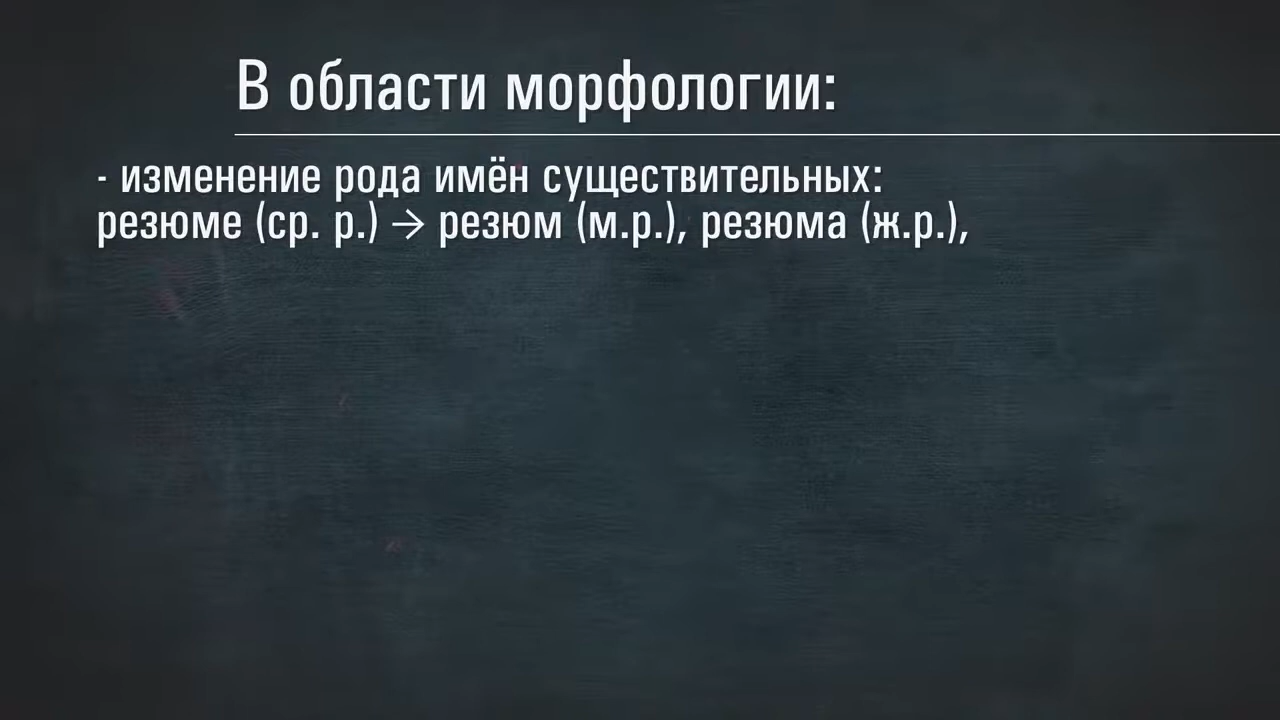 В области морфологии:
- изменение рода имён существительных:
резюме (ср. р.) → резюм (м.р.), резюма (ж.р.),